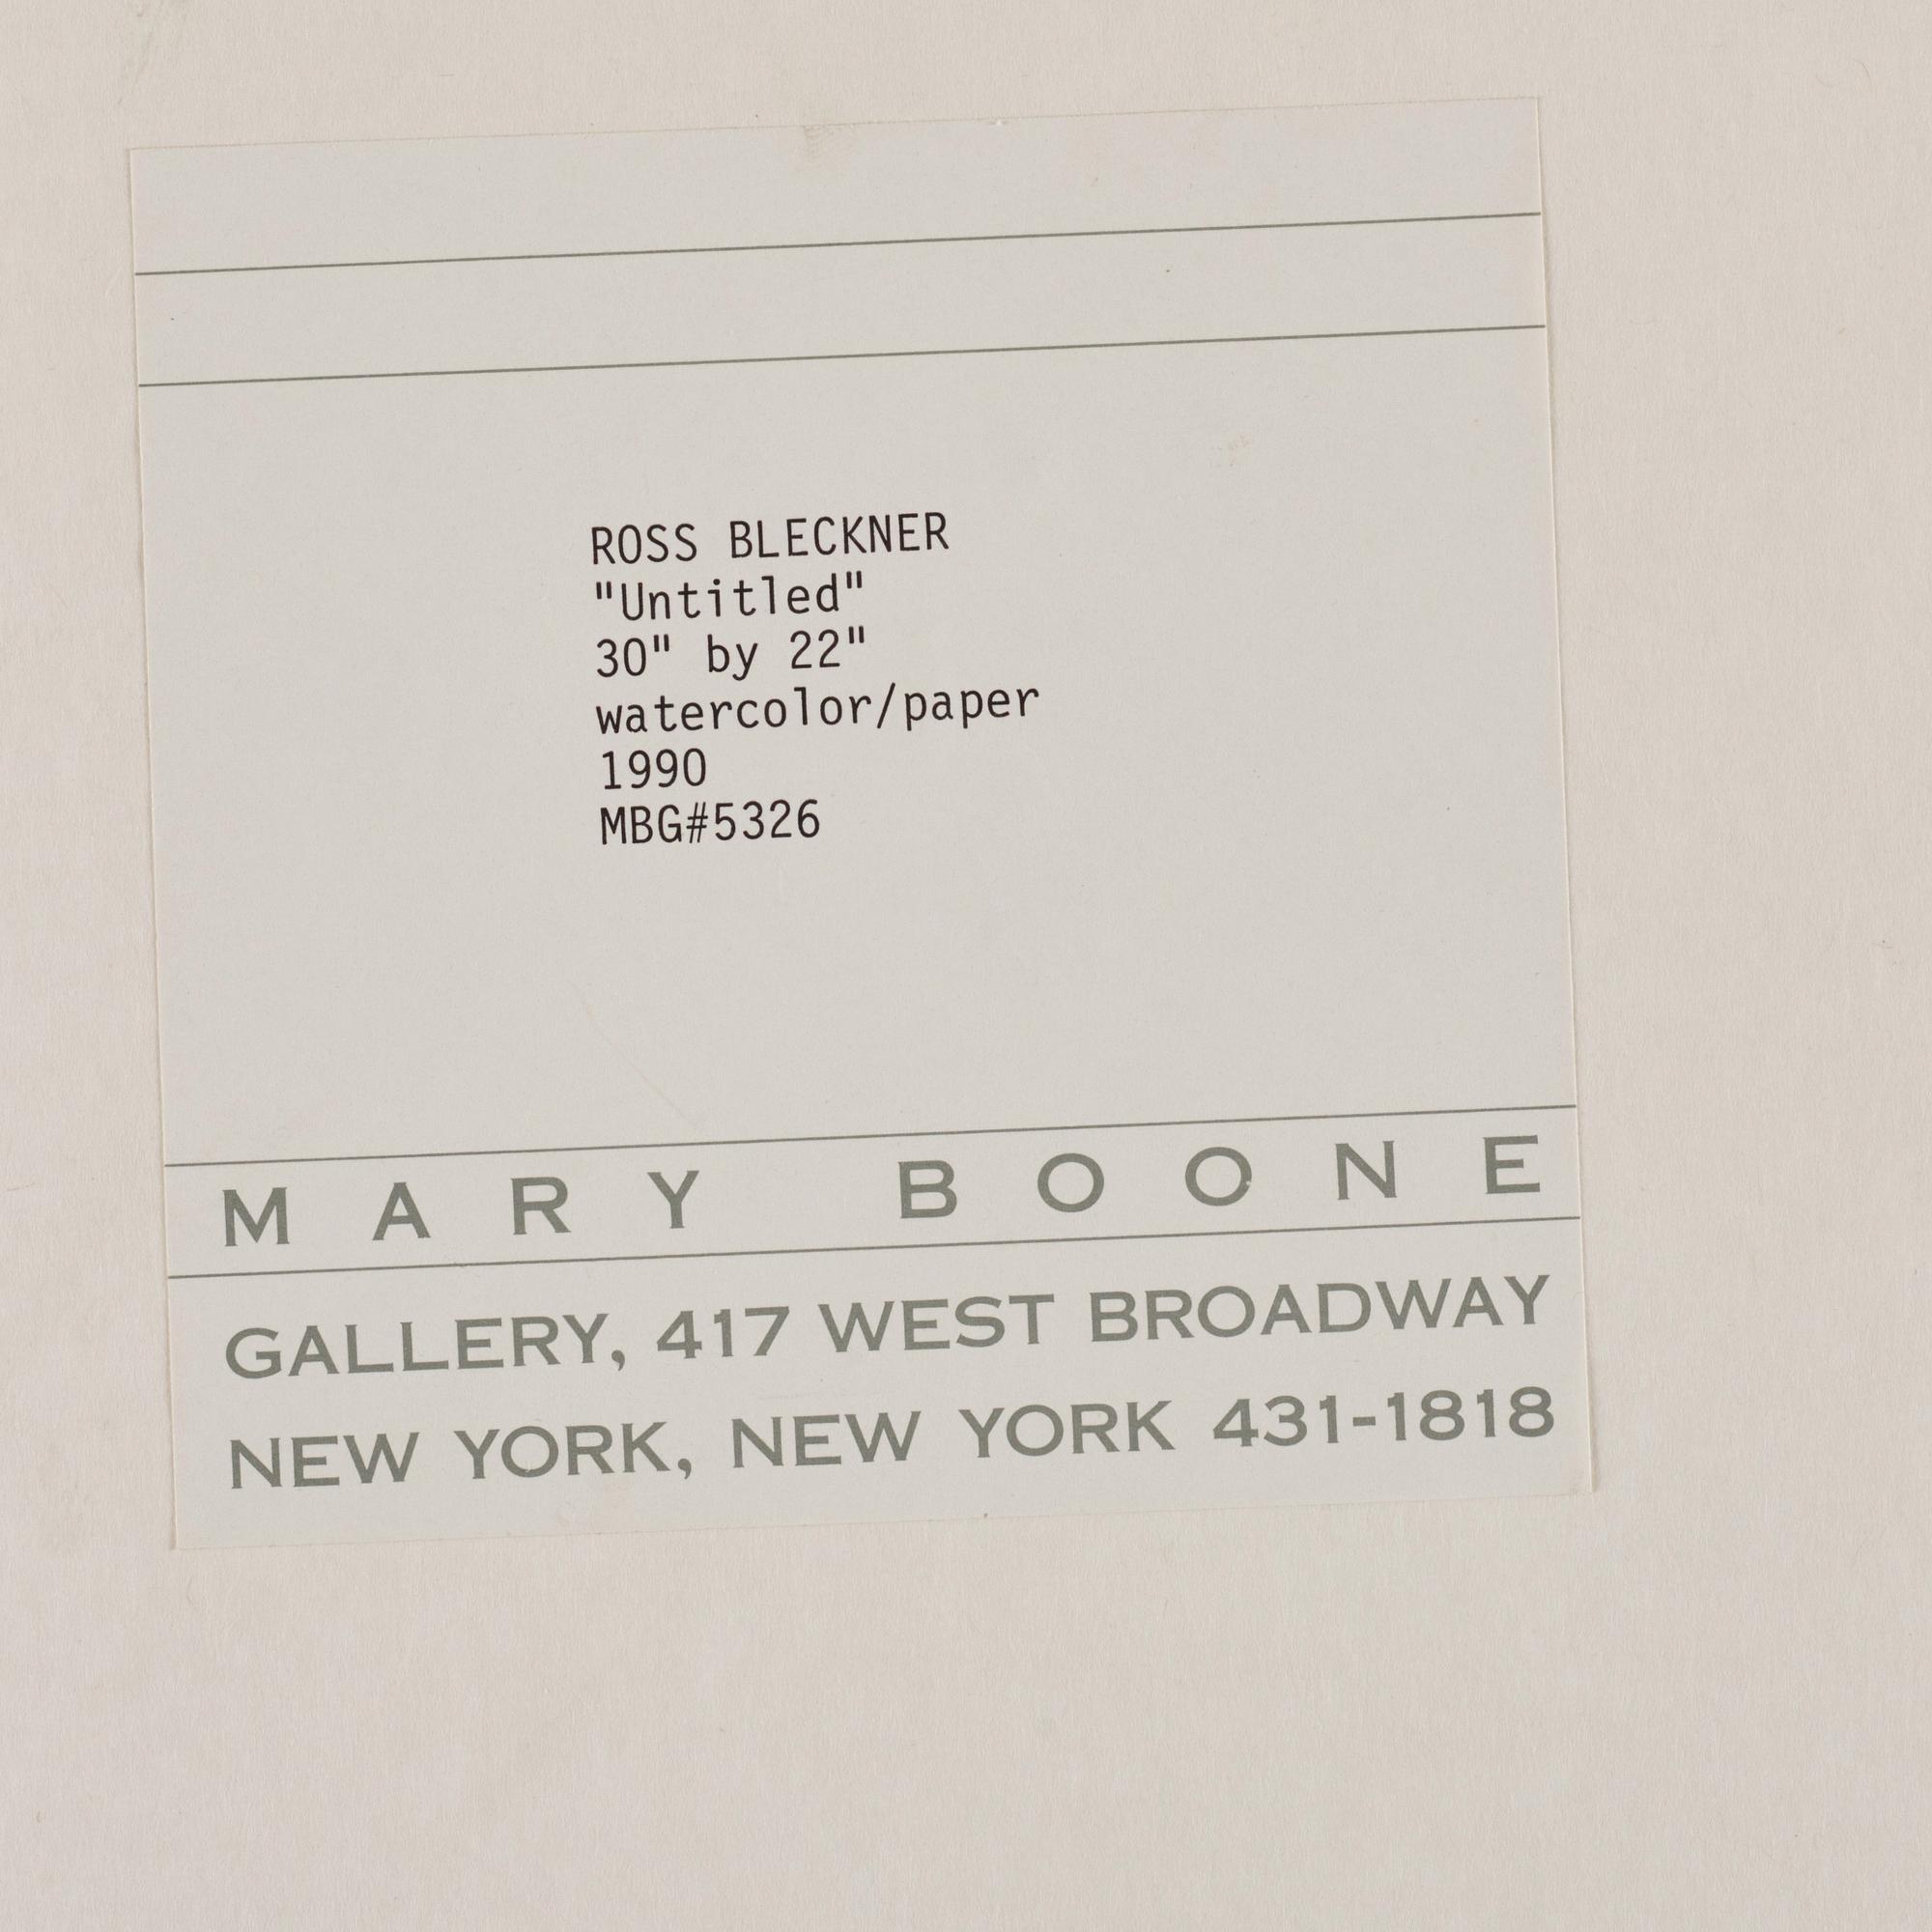 ROSS BLECKNER
"Untitled"
30" by 22"
watercolor/paper
1990
MBG#5326
MARY BOONE
GALLERY, 417 WEST BROADWAY
NEW YORK, NEW YORK 431-1818